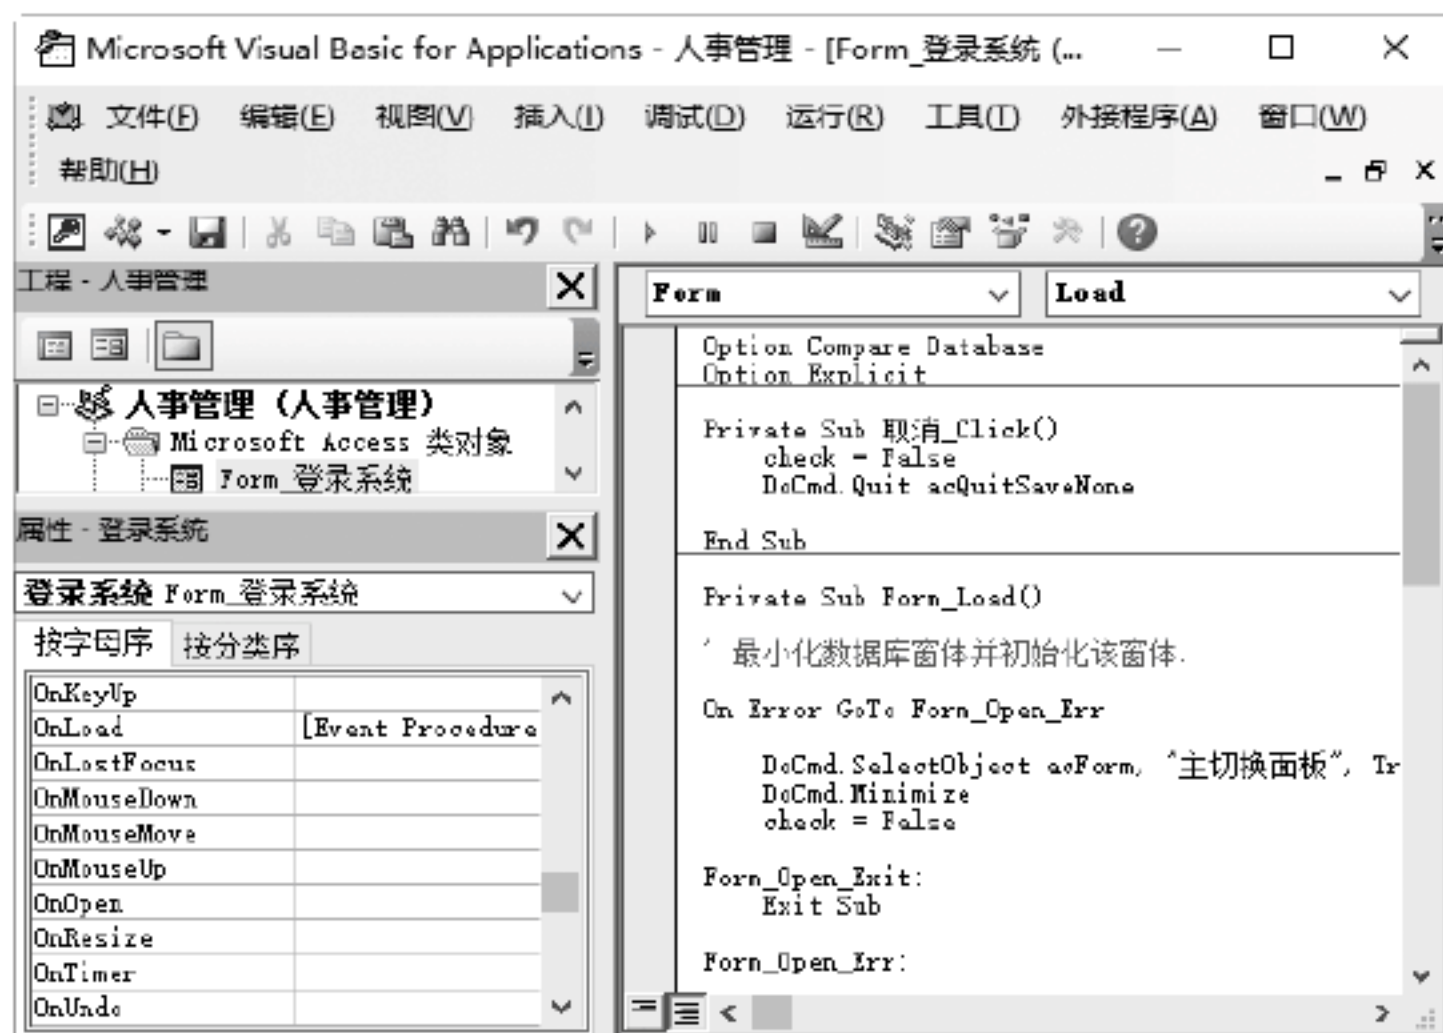 Microsoft Visual Basic for Applications - 人事管理 - [Form_登录系统 (...
文件(F) 编辑(E) 视图(V) 插入(I) 调试(D) 运行(R) 工具(T) 外接程序(A) 窗口(W)
帮助(H)
工程 - 人事管理
人事管理 (人事管理)
Microsoft Access 类对象
Form_登录系统
属性 - 登录系统
登录系统 Form_登录系统
按字母序 按分类序
OnKeyUp
OnLoad [Event Procedure
OnLostFocus
OnMouseDown
OnMouseMove
OnMouseUp
OnOpen
OnResize
OnTimer
OnUndo
Form Load
Option Compare Database
Option Explicit
Private Sub 取消_Click()
check = False
DoCmd.Quit acQuitSaveNone
End Sub
Private Sub Form_Load()
' 最小化数据库窗体并初始化该窗体.
On Error GoTo Form_Open_Err
DoCmd.SelectObject acForm, "主切换面板", Tr
DoCmd.Minimize
check = False
Form_Open_Exit:
Exit Sub
Form_Open_Err: